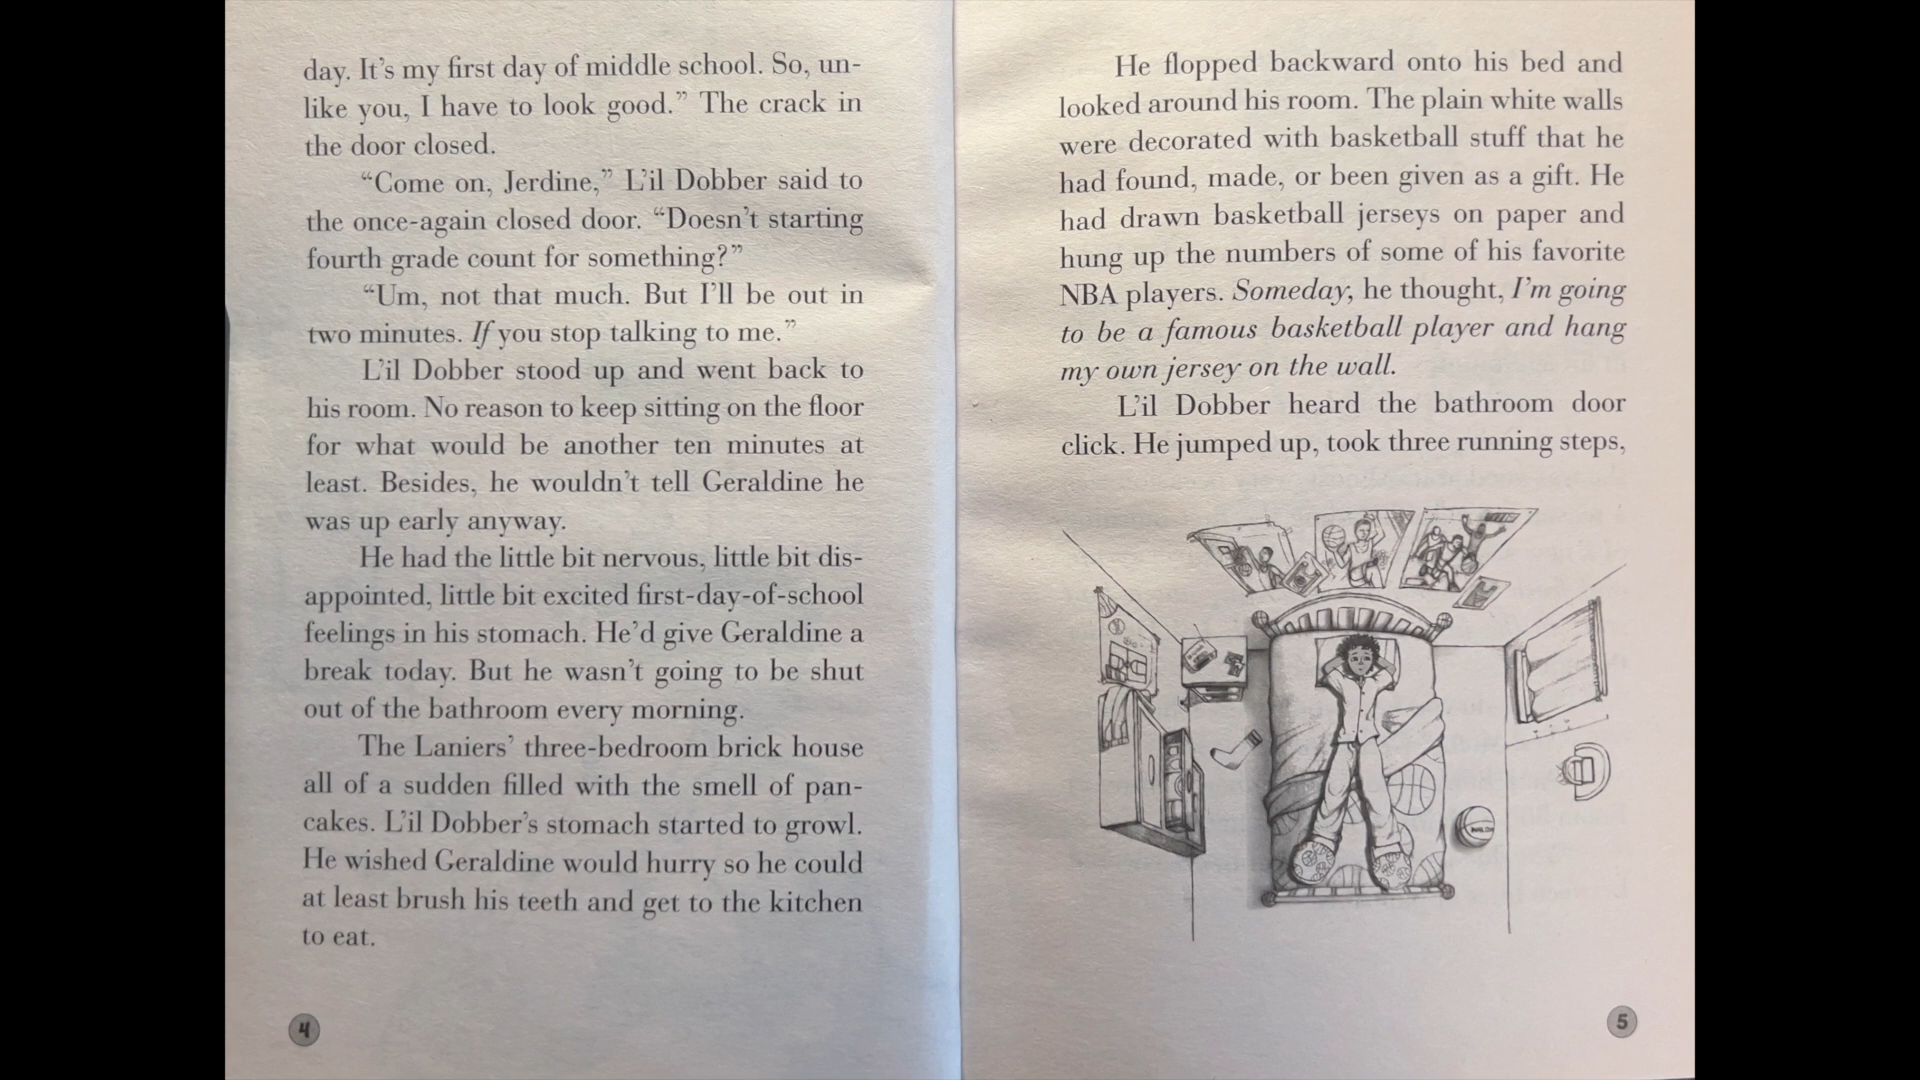 day. It's my first day of middle school. So, un-
like you, I have to look good.” The crack in
the door closed.
“Come on, Jerdine,” L'il Dobber said to
the once-again closed door. “Doesn't starting
fourth grade count for something?”
“Um, not that much. But I'll be out in
two minutes. If you stop talking to me.”
L'il Dobber stood up and went back to
his room. No reason to keep sitting on the floor
for what would be another ten minutes at
least. Besides, he wouldn't tell Geraldine he
was up early anyway.
He had the little bit nervous, little bit dis-
appointed, little bit excited first-day-of-school
feelings in his stomach. He'd give Geraldine a
break today. But he wasn't going to be shut
out of the bathroom every morning.
The Laniers' three-bedroom brick house
all of a sudden filled with the smell of pan-
cakes. L'il Dobber's stomach started to growl.
He wished Geraldine would hurry so he could
at least brush his teeth and get to the kitchen
to eat.
4
He flopped backward onto his bed and
looked around his room. The plain white walls
were decorated with basketball stuff that he
had found, made, or been given as a gift. He
had drawn basketball jerseys on paper and
hung up the numbers of some of his favorite
NBA players. Someday, he thought, I'm going
to be a famous basketball player and hang
my own jersey on the wall.
L'il Dobber heard the bathroom door
click. He jumped up, took three running steps,
5